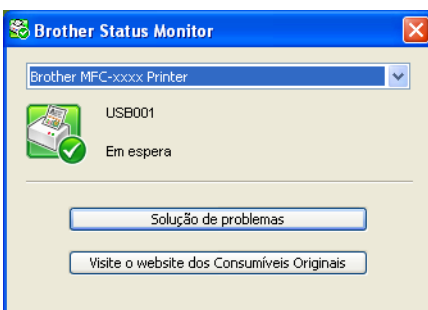 Brother Status Monitor
Brother MFC-xxxx Printer
USB001
Em espera
Solução de problemas
Visite o website dos Consumíveis Originais